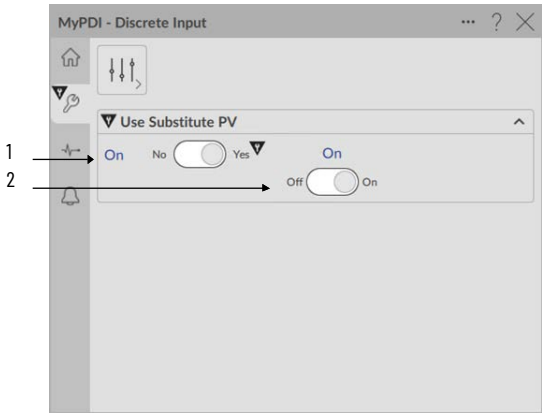 MyPDI - Discrete Input ... ?
Use Substitute PV
1 On No Yes On
2 Off On